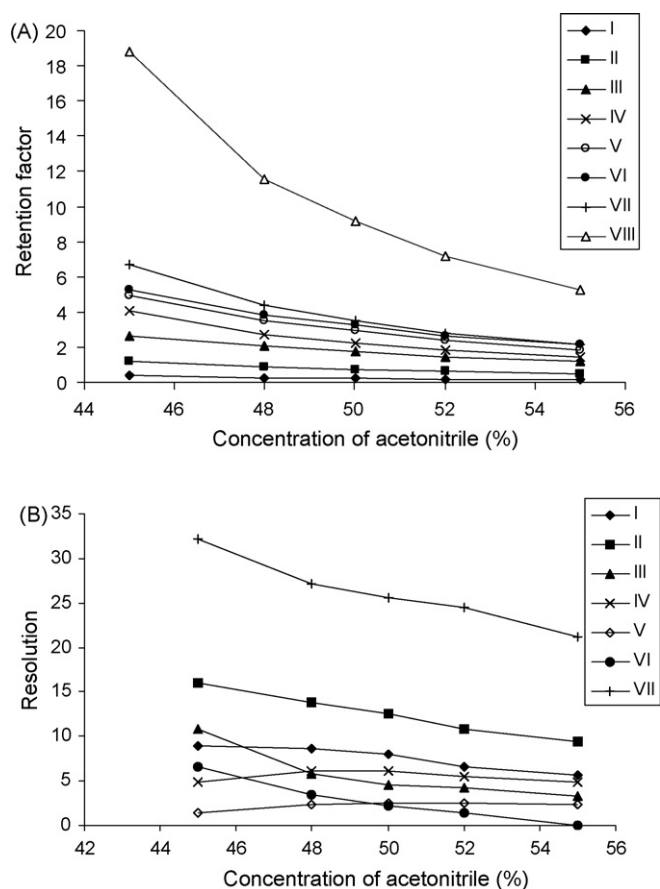 (A)
20
18
16
14
12
10
8
6
4
2
0
Retention factor
44 46 48 50 52 54 56
Concentration of acetonitrile (%)
I
II
III
IV
V
VI
VII
VIII
(B)
35
30
25
20
15
10
5
0
Resolution
42 44 46 48 50 52 54 56
Concentration of acetonitrile (%)
I
II
III
IV
V
VI
VII